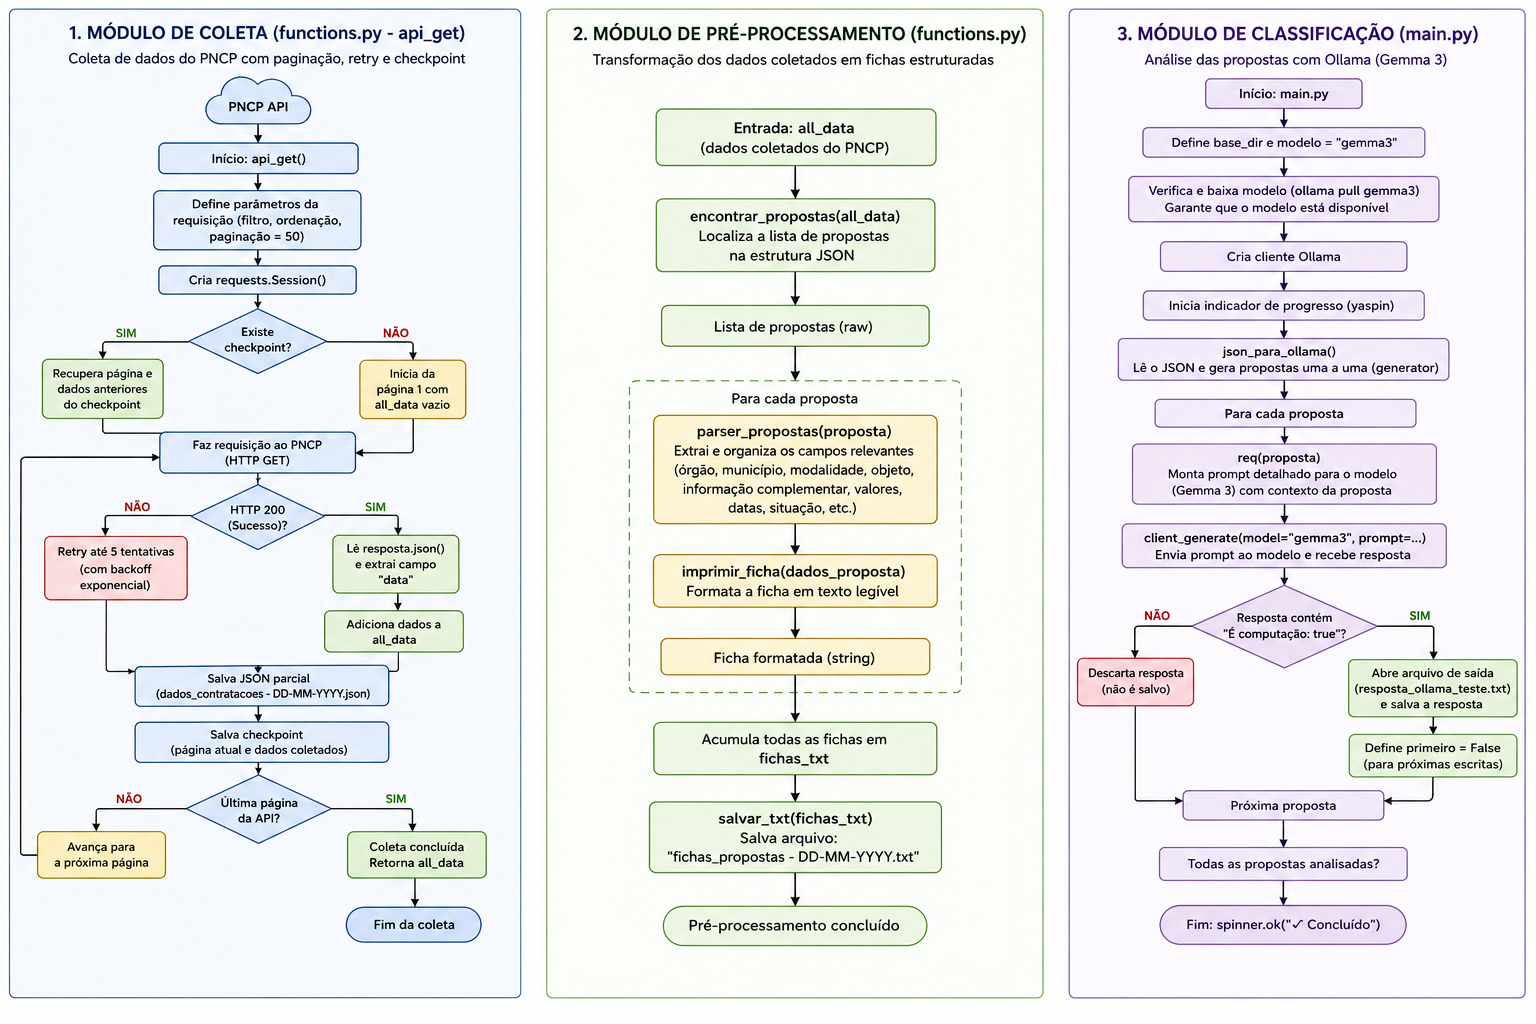 1. MÓDULO DE COLETA (functions.py - api_get)
Coleta de dados do PNCP com paginação, retry e checkpoint
PNCP API
Início: api_get()
Define parâmetros da
requisição (filtro, ordenação,
paginação = 50)
Cria requests.Session()
Existe
checkpoint?
SIM
NÃO
Recupera página e
dados anteriores
do checkpoint
Inicia da
página 1 com
all_data vazio
Faz requisição ao PNCP
(HTTP GET)
HTTP 200
(Sucesso)?
NÃO
SIM
Retry até 5 tentativas
(com backoff
exponencial)
Lê resposta.json()
e extrai campo
"data"
Adiciona dados a
all_data
Salva JSON parcial
(dados_contratacoes - DD-MM-YYYY.json)
Salva checkpoint
(página atual e dados coletados)
Última página
da API?
NÃO
SIM
Avança para
a próxima página
Coleta concluída
Retorna all_data
Fim da coleta
2. MÓDULO DE PRÉ-PROCESSAMENTO (functions.py)
Transformação dos dados coletados em fichas estruturadas
Entrada: all_data
(dados coletados do PNCP)
encontrar_propostas(all_data)
Localiza a lista de propostas
na estrutura JSON
Lista de propostas (raw)
Para cada proposta
parser_propostas(proposta)
Extrai e organiza os campos relevantes
(órgão, município, modalidade, objeto,
informação complementar, valores,
datas, situação, etc.)
imprimir_ficha(dados_proposta)
Formata a ficha em texto legível
Ficha formatada (string)
Acumula todas as fichas em
fichas_txt
salvar_txt(fichas_txt)
Salva arquivo:
"fichas_propostas - DD-MM-YYYY.txt"
Pré-processamento concluído
3. MÓDULO DE CLASSIFICAÇÃO (main.py)
Análise das propostas com Ollama (Gemma 3)
Início: main.py
Define base_dir e modelo = "gemma3"
Verifica e baixa modelo (ollama pull gemma3)
Garante que o modelo está disponível
Cria cliente Ollama
Inicia indicador de progresso (yaspin)
json_para_ollama()
Lê o JSON e gera propostas uma a uma (generator)
Para cada proposta
req(proposta)
Monta prompt detalhado para o modelo
(Gemma 3) com contexto da proposta
client_generate(model="gemma3", prompt=...)
Envia prompt ao modelo e recebe resposta
Resposta contém
"É computação: true"?
NÃO
SIM
Descarta resposta
(não é salvo)
Abre arquivo de saída
(resposta_ollama_teste.txt)
e salva a resposta
Define primeiro = False
(para próximas escritas)
Próxima proposta
Todas as propostas analisadas?
Fim: spinner.ok("✓ Concluído")